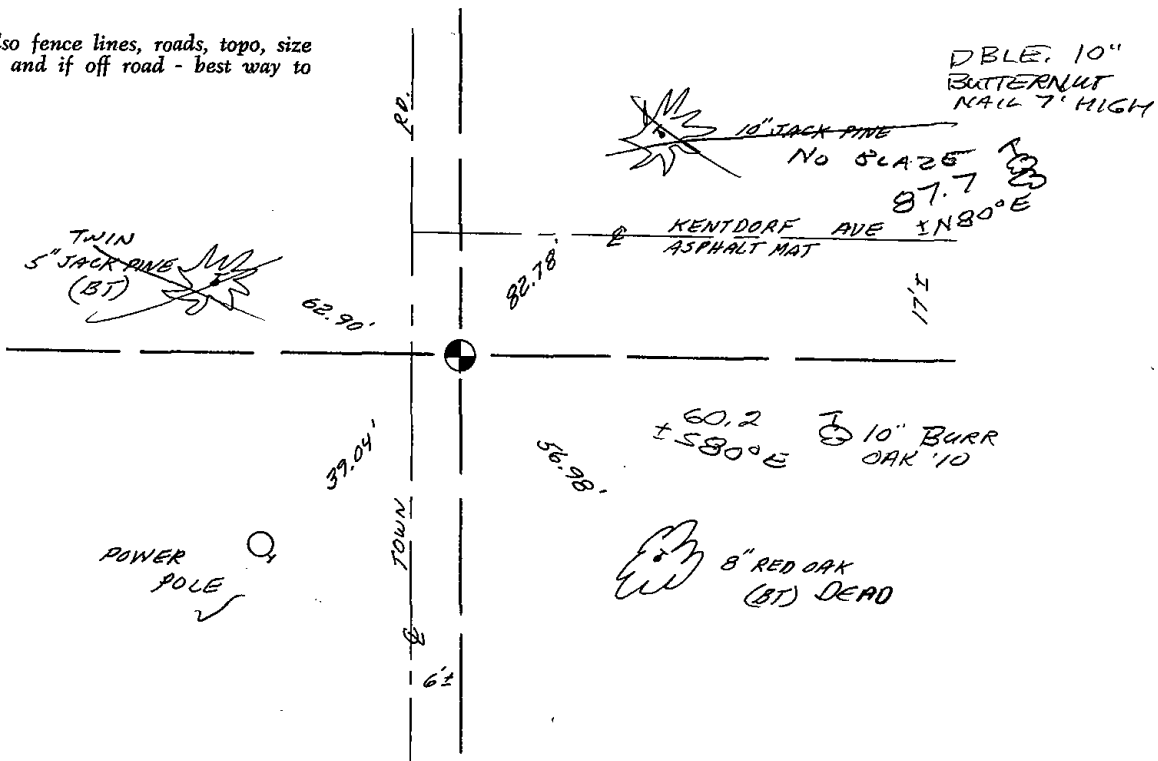 so fence lines, roads, topo, size
and if off road - best way to
DBLE. 10"
BUTTERNUT
NAIL 7' HIGH
RD.
10" JACK PINE
NO BLAZE
87.7
±N80°E
KENTDORF AVE
ASPHALT MAT
TWIN
5" JACK PINE
(BT)
62.90'
82.78'
17'±
60.2
±S80°E
10" BURR
OAK '10
39.04'
56.98'
TOWN
POWER
POLE
8" RED OAK
(BT) DEAD
6'±